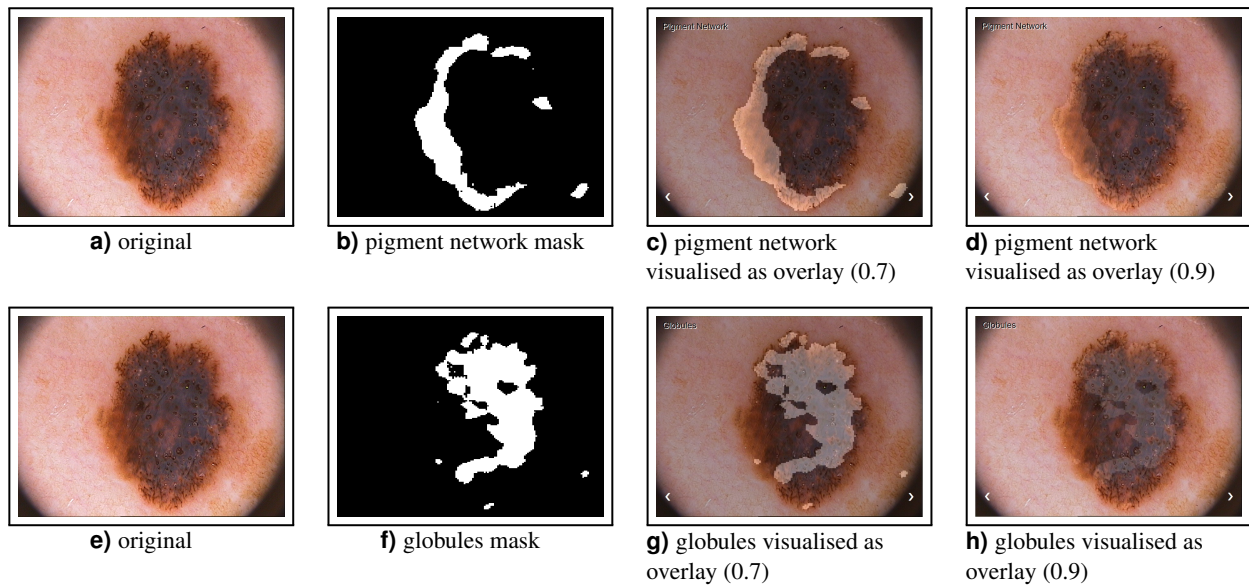 Pigment Network
Pigment Network
‹ › ‹ ›
a) original
b) pigment network mask
c) pigment network
visualised as overlay (0.7)
d) pigment network
visualised as overlay (0.9)
Globules
Globules
‹ › ‹ ›
e) original
f) globules mask
g) globules visualised as
overlay (0.7)
h) globules visualised as
overlay (0.9)